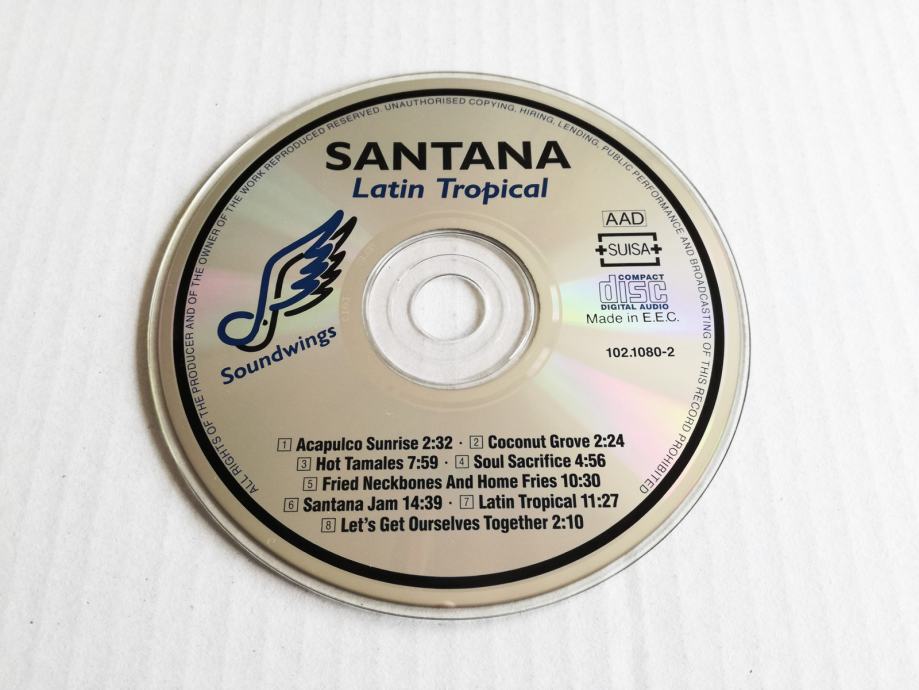 ALL RIGHTS OF THE PRODUCER AND OF THE OWNER OF THE WORK REPRODUCED RESERVED. UNAUTHORISED COPYING, HIRING, LENDING, PUBLIC PERFORMANCE AND BROADCASTING OF THIS RECORD PROHIBITED
SANTANA
Latin Tropical
AAD
SUISA
COMPACT
disc
DIGITAL AUDIO
Made in E.E.C.
102.1080-2
Soundwings
1 Acapulco Sunrise 2:32 · 2 Coconut Grove 2:24
3 Hot Tamales 7:59 · 4 Soul Sacrifice 4:56
5 Fried Neckbones And Home Fries 10:30
6 Santana Jam 14:39 · 7 Latin Tropical 11:27
8 Let's Get Ourselves Together 2:10